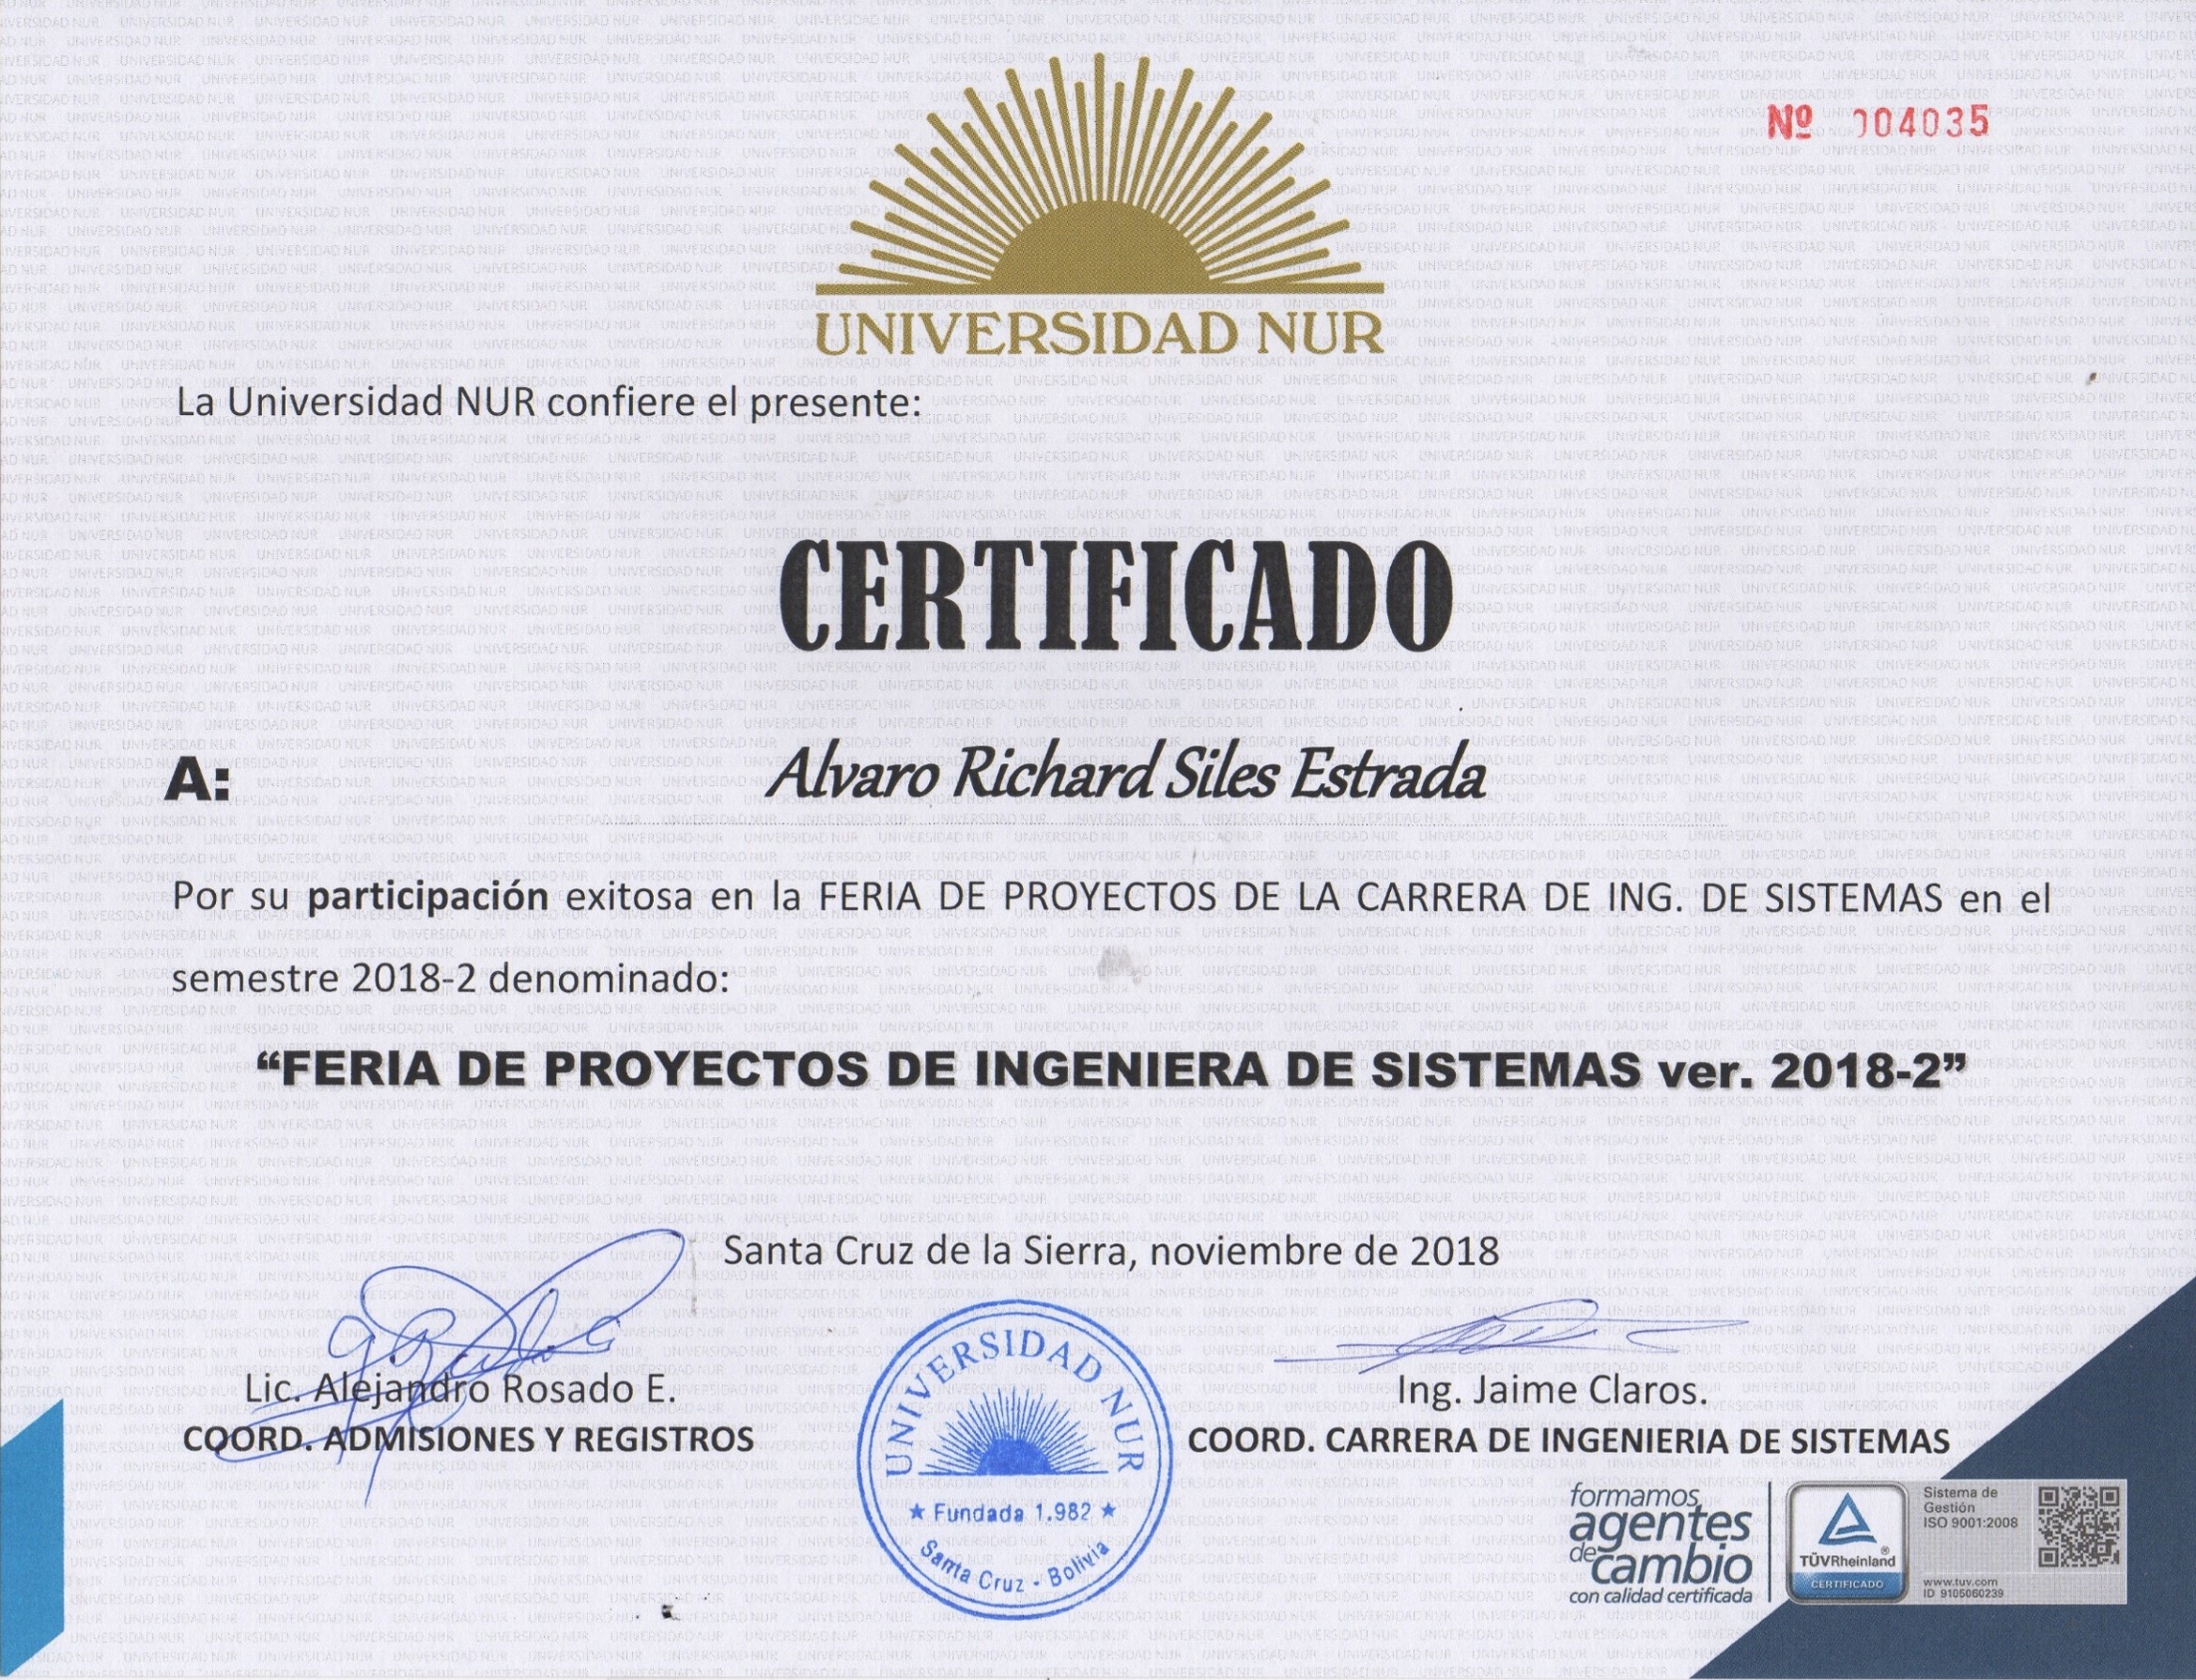 Nº 004035
UNIVERSIDAD NUR
La Universidad NUR confiere el presente:
CERTIFICADO
A: Alvaro Richard Siles Estrada
Por su participación exitosa en la FERIA DE PROYECTOS DE LA CARRERA DE ING. DE SISTEMAS en el
semestre 2018-2 denominado:
“FERIA DE PROYECTOS DE INGENIERA DE SISTEMAS ver. 2018-2”
Santa Cruz de la Sierra, noviembre de 2018
Lic. Alejandro Rosado E.
COORD. ADMISIONES Y REGISTROS
UNIVERSIDAD NUR
★ Fundada 1.982 ★
Santa Cruz - Bolivia
Ing. Jaime Claros.
COORD. CARRERA DE INGENIERIA DE SISTEMAS
formamos
agentes
de cambio
con calidad certificada
TÜVRheinland®
CERTIFICADO
Sistema de
Gestión
ISO 9001:2008
www.tuv.com
ID 9105060239